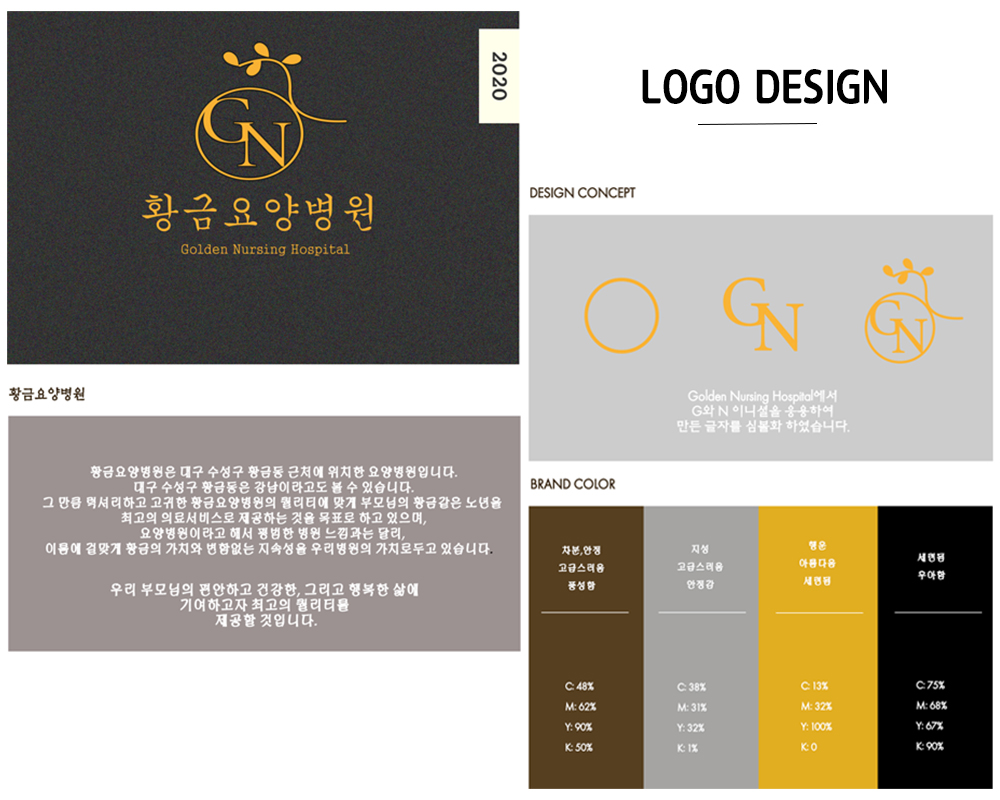 2020
GN
황금요양병원
Golden Nursing Hospital
황금요양병원
황금요양병원은 대구 수성구 황금동 근처에 위치한 요양병원입니다.
대구 수성구 황금동은 강남이라고도 볼 수 있습니다.
그 만큼 럭셔리하고 고귀한 황금요양병원의 퀄리티에 맞게 부모님의 황금같은 노년을
최고의 의료서비스로 제공하는 것을 목표로 하고 있으며,
요양병원이라고 해서 평범한 병원 느낌과는 달리,
이름에 걸맞게 황금의 가치와 변함없는 지속성을 우리병원의 가치로두고 있습니다.
우리 부모님의 편안하고 건강한, 그리고 행복한 삶에
기여하고자 최고의 퀄리티를
제공할 것입니다.
LOGO DESIGN
DESIGN CONCEPT
GN
GN
Golden Nursing Hospital에서
G와 N 이니셜을 응용하여
만든 글자를 심볼화 하였습니다.
BRAND COLOR
차분,안정
고급스러움
풍성함
C: 48%
M: 62%
Y: 90%
K: 50%
지성
고급스러움
안정감
C: 38%
M: 31%
Y: 32%
K: 1%
행운
아름다움
세련됨
C: 13%
M: 32%
Y: 100%
K: 0
세련됨
우아함
C: 75%
M: 68%
Y: 67%
K: 90%